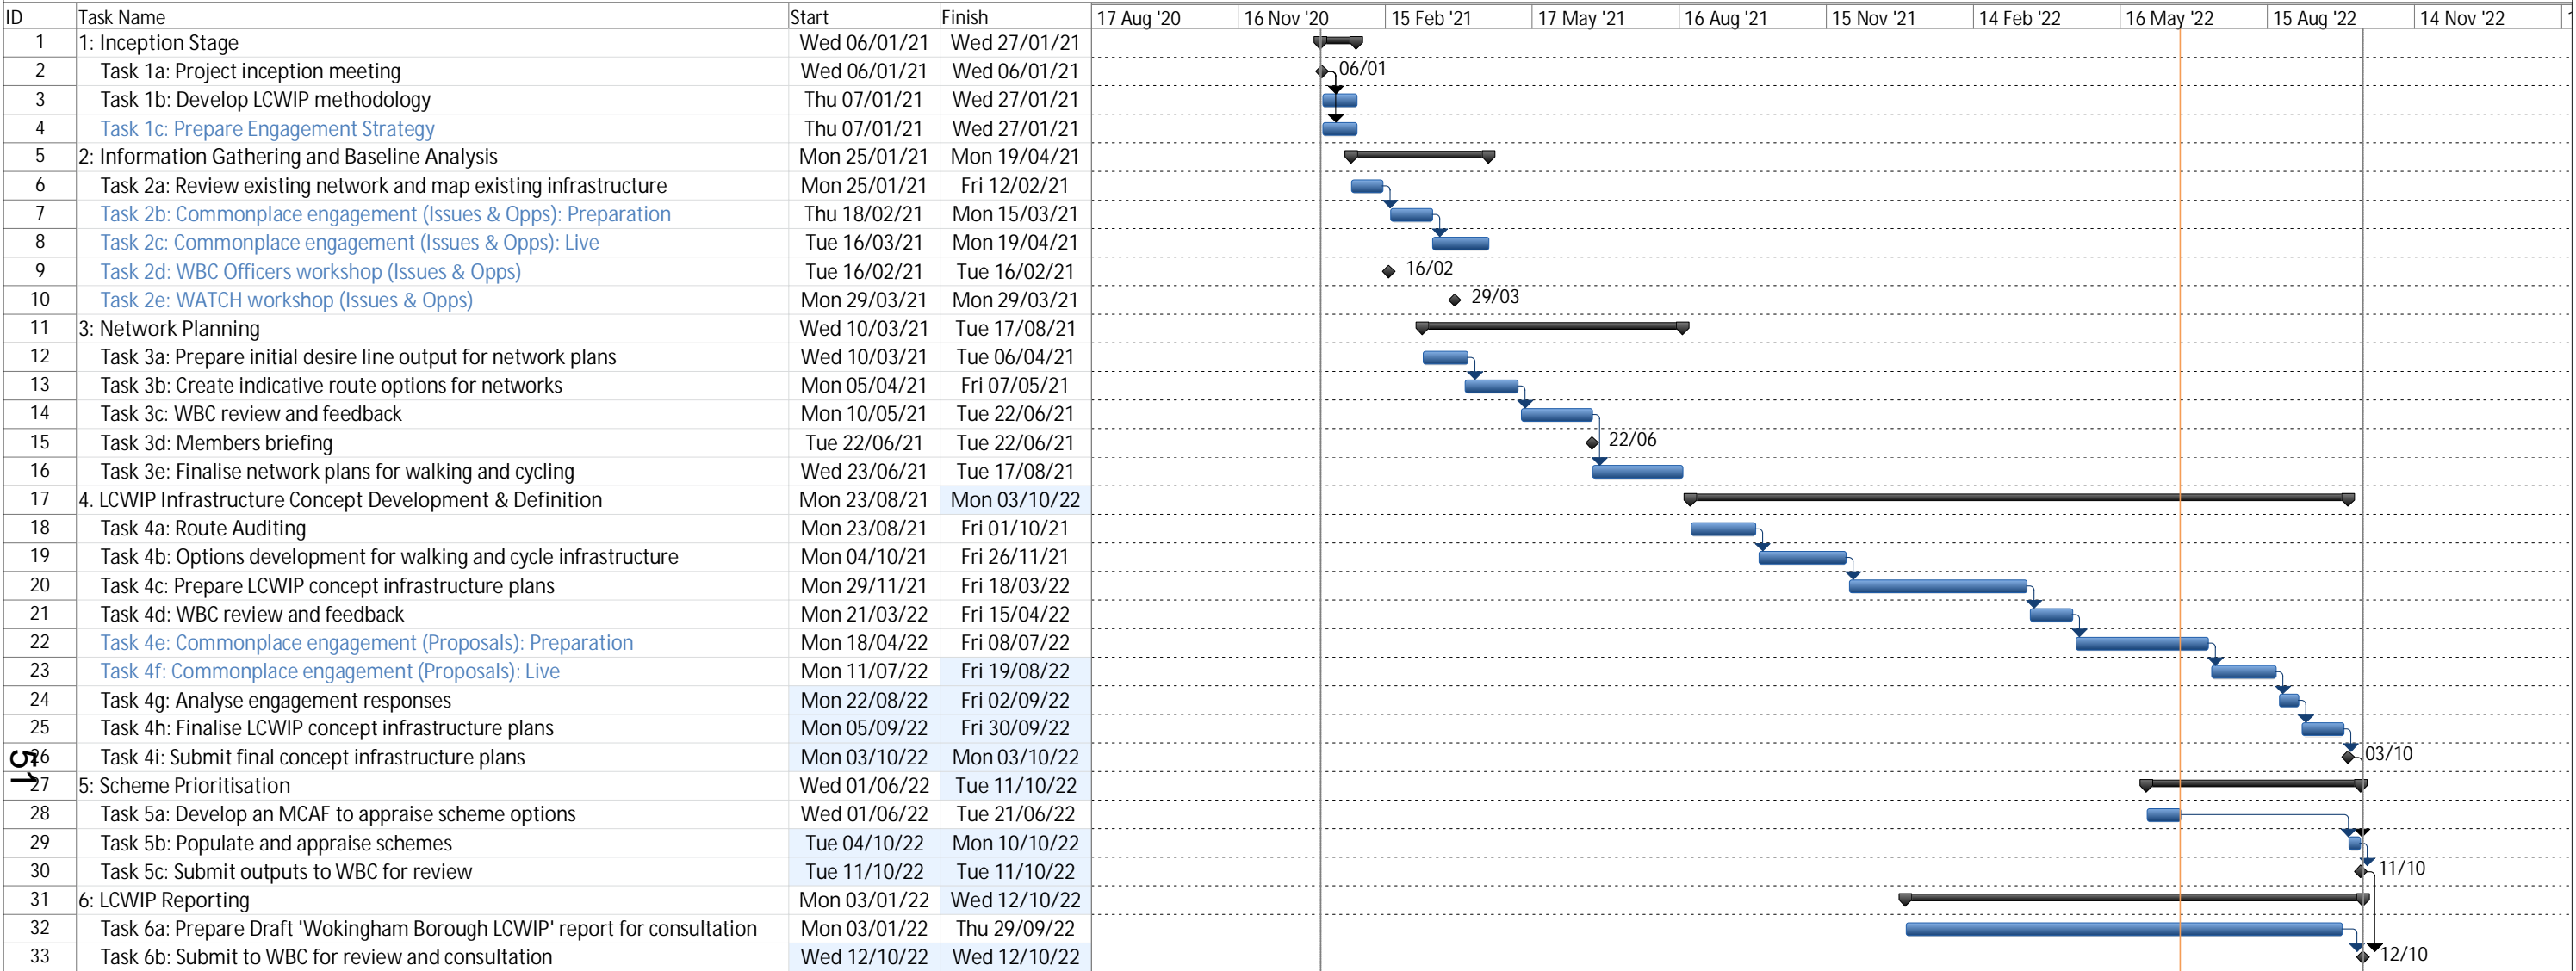 ID Task Name Start Finish 17 Aug '20 16 Nov '20 15 Feb '21 17 May '21 16 Aug '21 15 Nov '21 14 Feb '22 16 May '22 15 Aug '22 14 Nov '22
1 1: Inception Stage Wed 06/01/21 Wed 27/01/21
2 Task 1a: Project inception meeting Wed 06/01/21 Wed 06/01/21 06/01
3 Task 1b: Develop LCWIP methodology Thu 07/01/21 Wed 27/01/21
4 Task 1c: Prepare Engagement Strategy Thu 07/01/21 Wed 27/01/21
5 2: Information Gathering and Baseline Analysis Mon 25/01/21 Mon 19/04/21
6 Task 2a: Review existing network and map existing infrastructure Mon 25/01/21 Fri 12/02/21
7 Task 2b: Commonplace engagement (Issues & Opps): Preparation Thu 18/02/21 Mon 15/03/21
8 Task 2c: Commonplace engagement (Issues & Opps): Live Tue 16/03/21 Mon 19/04/21
9 Task 2d: WBC Officers workshop (Issues & Opps) Tue 16/02/21 Tue 16/02/21 16/02
10 Task 2e: WATCH workshop (Issues & Opps) Mon 29/03/21 Mon 29/03/21 29/03
11 3: Network Planning Wed 10/03/21 Tue 17/08/21
12 Task 3a: Prepare initial desire line output for network plans Wed 10/03/21 Tue 06/04/21
13 Task 3b: Create indicative route options for networks Mon 05/04/21 Fri 07/05/21
14 Task 3c: WBC review and feedback Mon 10/05/21 Tue 22/06/21
15 Task 3d: Members briefing Tue 22/06/21 Tue 22/06/21 22/06
16 Task 3e: Finalise network plans for walking and cycling Wed 23/06/21 Tue 17/08/21
17 4. LCWIP Infrastructure Concept Development & Definition Mon 23/08/21 Mon 03/10/22
18 Task 4a: Route Auditing Mon 23/08/21 Fri 01/10/21
19 Task 4b: Options development for walking and cycle infrastructure Mon 04/10/21 Fri 26/11/21
20 Task 4c: Prepare LCWIP concept infrastructure plans Mon 29/11/21 Fri 18/03/22
21 Task 4d: WBC review and feedback Mon 21/03/22 Fri 15/04/22
22 Task 4e: Commonplace engagement (Proposals): Preparation Mon 18/04/22 Fri 08/07/22
23 Task 4f: Commonplace engagement (Proposals): Live Mon 11/07/22 Fri 19/08/22
24 Task 4g: Analyse engagement responses Mon 22/08/22 Fri 02/09/22
25 Task 4h: Finalise LCWIP concept infrastructure plans Mon 05/09/22 Fri 30/09/22
26 Task 4i: Submit final concept infrastructure plans Mon 03/10/22 Mon 03/10/22 03/10
51
27 5: Scheme Prioritisation Wed 01/06/22 Tue 11/10/22
28 Task 5a: Develop an MCAF to appraise scheme options Wed 01/06/22 Tue 21/06/22
29 Task 5b: Populate and appraise schemes Tue 04/10/22 Mon 10/10/22
30 Task 5c: Submit outputs to WBC for review Tue 11/10/22 Tue 11/10/22 11/10
31 6: LCWIP Reporting Mon 03/01/22 Wed 12/10/22
32 Task 6a: Prepare Draft 'Wokingham Borough LCWIP' report for consultation Mon 03/01/22 Thu 29/09/22
33 Task 6b: Submit to WBC for review and consultation Wed 12/10/22 Wed 12/10/22 12/10